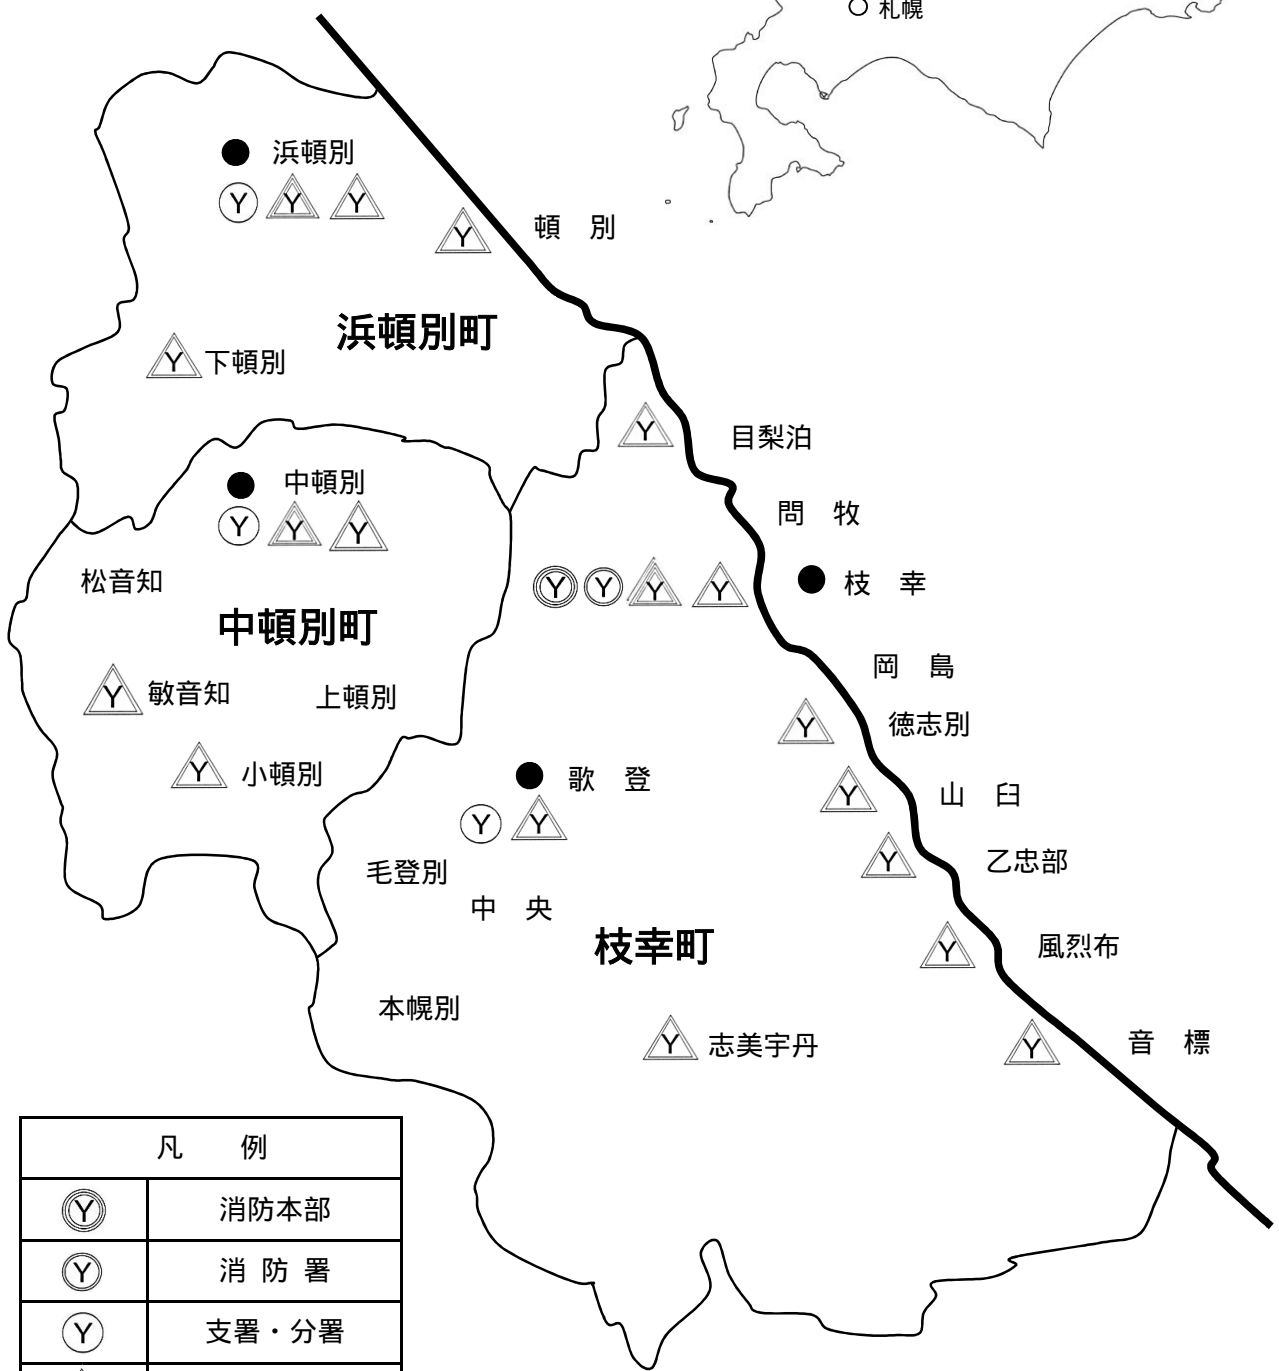 札幌
浜頓別
Y Y Y
Y
頓 別
浜頓別町
Y 下頓別
Y
目梨泊
中頓別
Y Y Y
問 牧
松音知
Y Y Y Y
枝 幸
中頓別町
岡 島
Y 敏音知
上頓別
Y
徳志別
Y 小頓別
歌 登
Y
山 臼
Y Y
Y
乙忠部
毛登別
中 央
枝幸町
Y
風烈布
本幌別
Y 志美宇丹
Y
音 標
凡 例
Y 消防本部
Y 消 防 署
Y 支署・分署